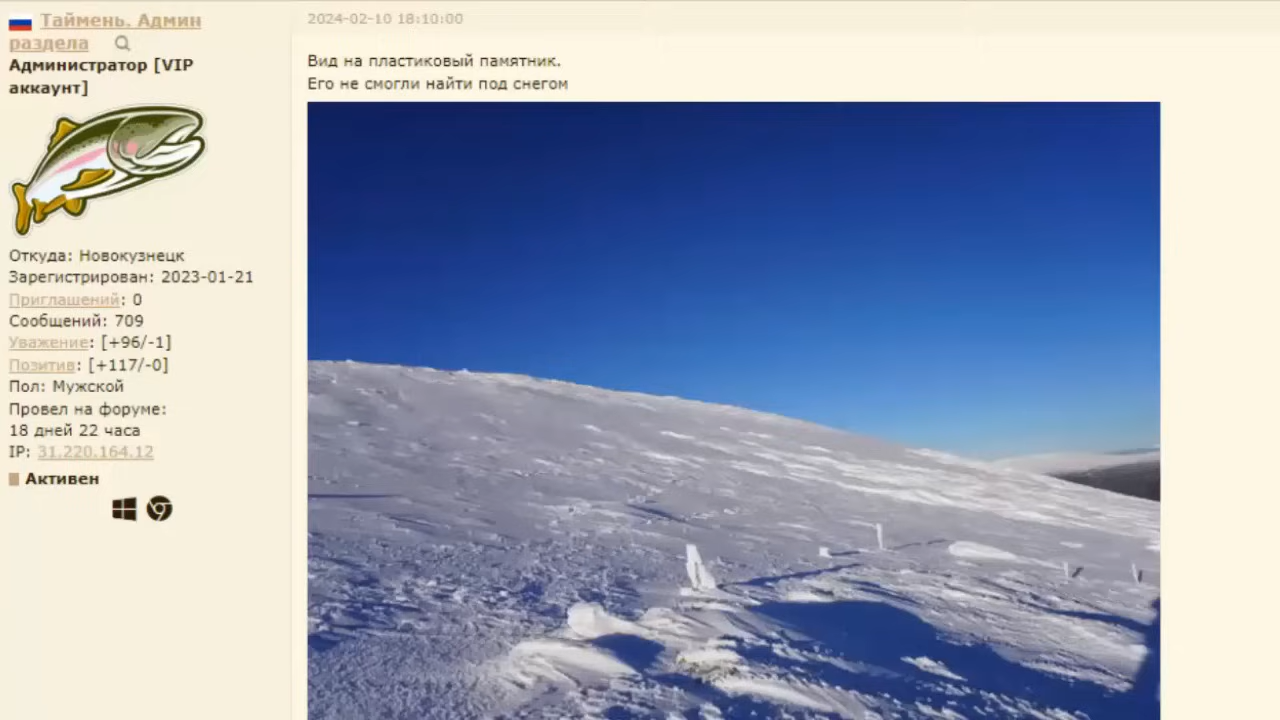 Таймень. Админ
раздела
Администратор [VIP
аккаунт]
Откуда: Новокузнецк
Зарегистрирован: 2023-01-21
Приглашений: 0
Сообщений: 709
Уважение: [+96/-1]
Позитив: [+117/-0]
Пол: Мужской
Провел на форуме:
18 дней 22 часа
IP: 31.220.164.12
Активен
2024-02-10 18:10:00
Вид на пластиковый памятник.
Его не смогли найти под снегом